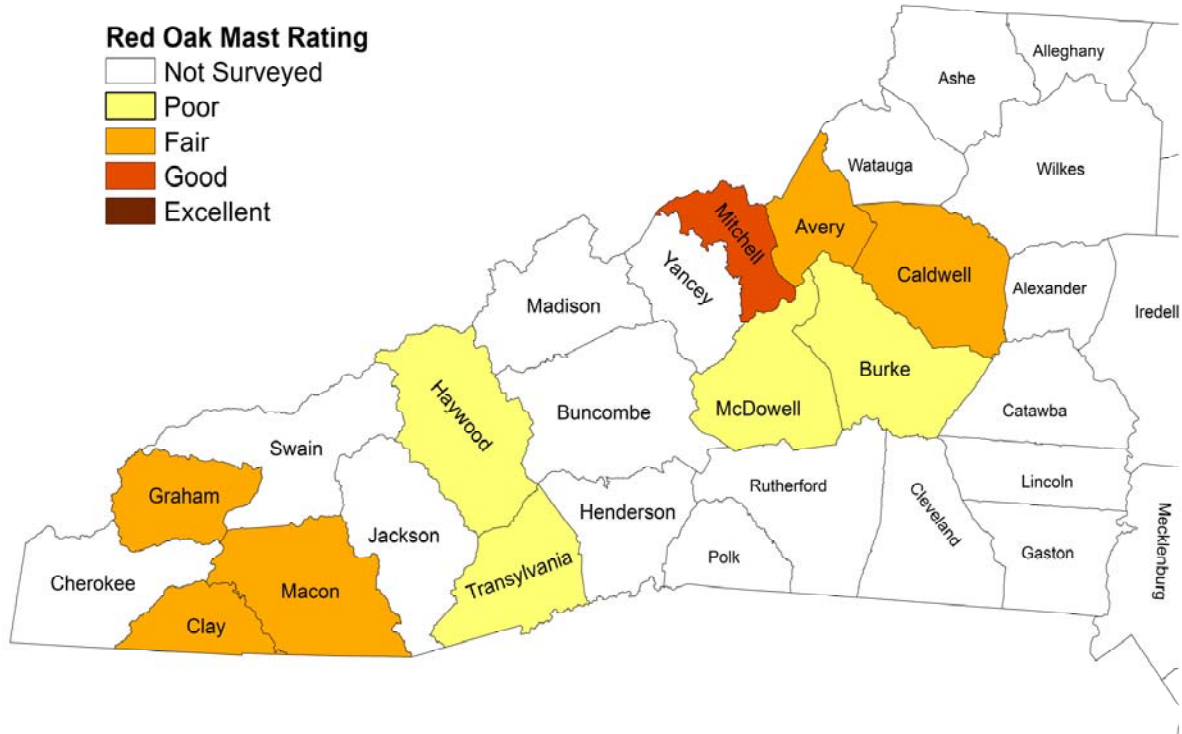 Red Oak Mast Rating
Not Surveyed
Poor
Fair
Good
Excellent
Alleghany
Ashe
Watauga
Wilkes
Mitchell
Avery
Yancey
Caldwell
Alexander
Madison
Iredell
Burke
McDowell
Haywood
Buncombe
Catawba
Swain
Graham
Rutherford
Lincoln
Henderson
Cleveland
Jackson
Mecklenburg
Gaston
Polk
Transylvania
Cherokee
Macon
Clay